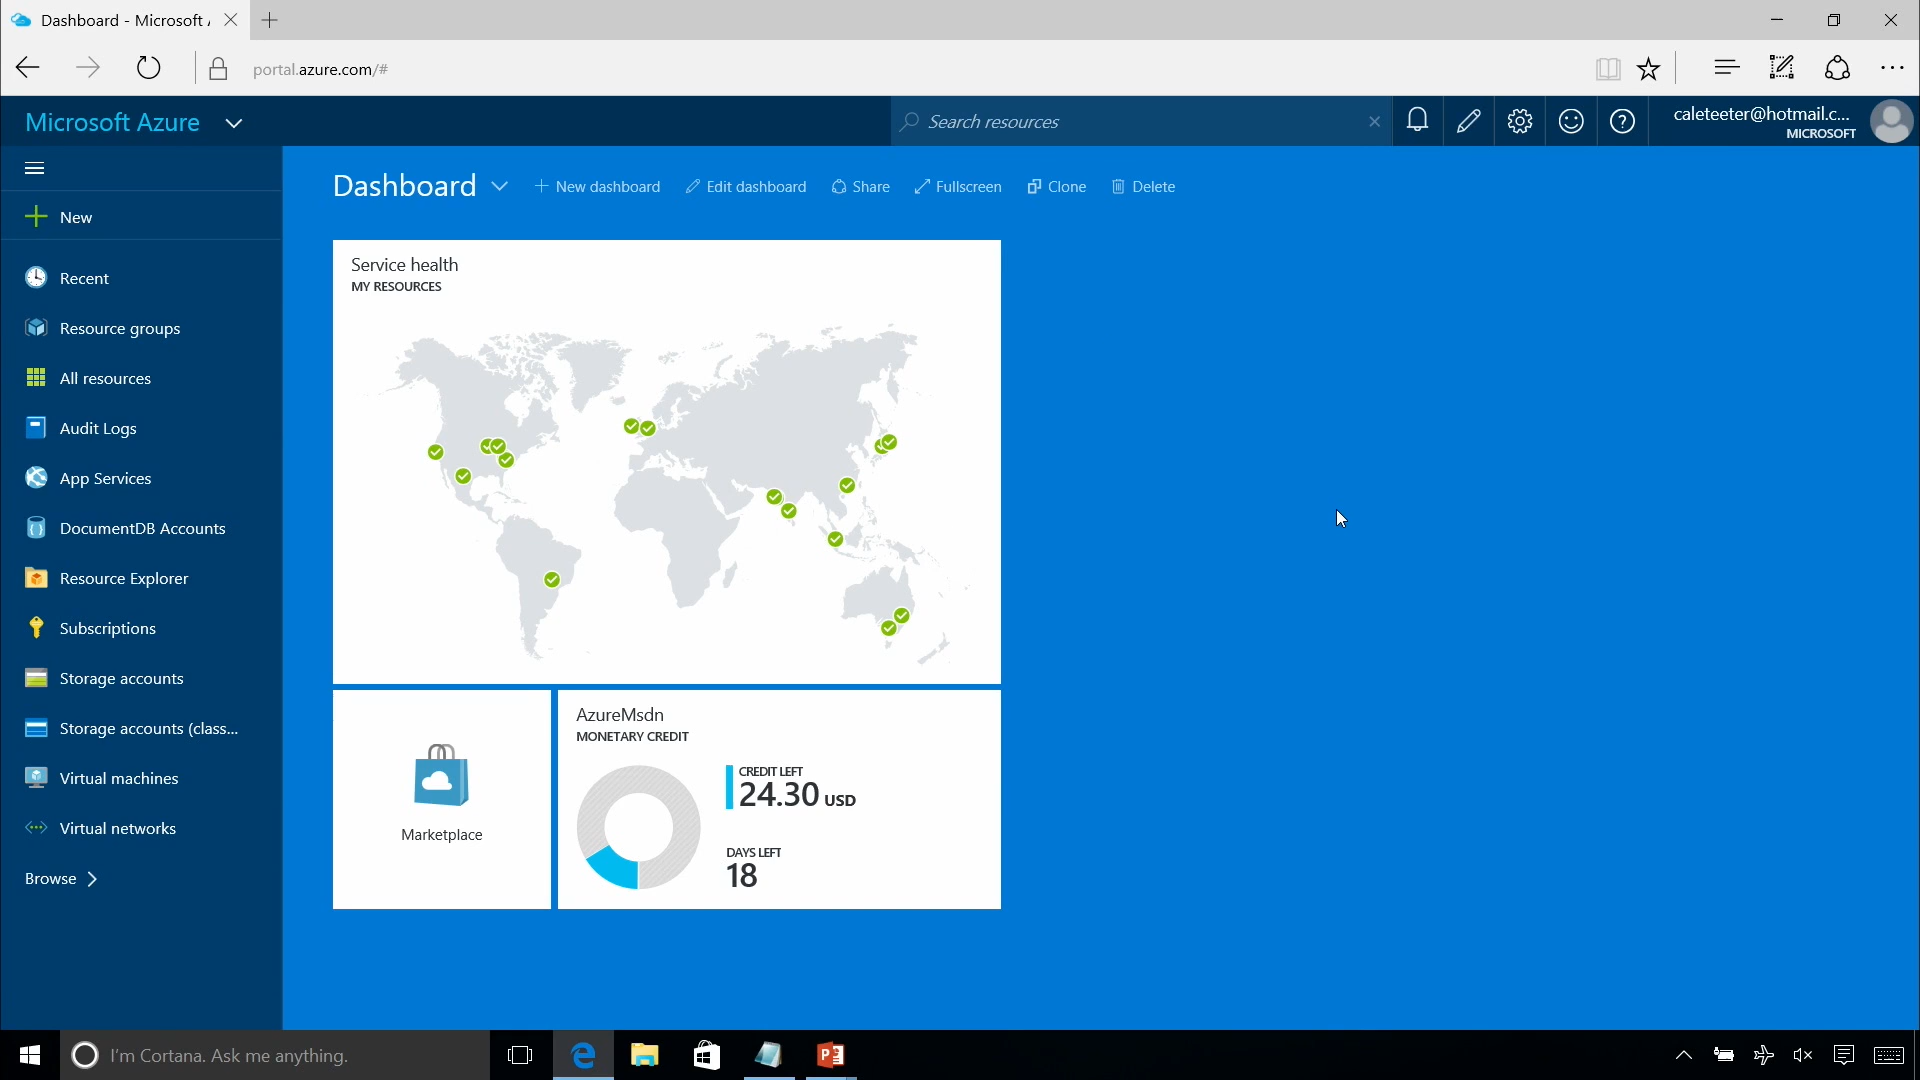 Dashboard - Microsoft A
portal.azure.com/#
Microsoft Azure
Search resources
caleteeter@hotmail.c...
MICROSOFT
Dashboard
New dashboard
Edit dashboard
Share
Fullscreen
Clone
Delete
New
Recent
Resource groups
All resources
Audit Logs
App Services
DocumentDB Accounts
Resource Explorer
Subscriptions
Storage accounts
Storage accounts (class...
Virtual machines
Virtual networks
Browse
Service health
MY RESOURCES
Marketplace
AzureMsdn
MONETARY CREDIT
CREDIT LEFT
24.30 USD
DAYS LEFT
18
I'm Cortana. Ask me anything.